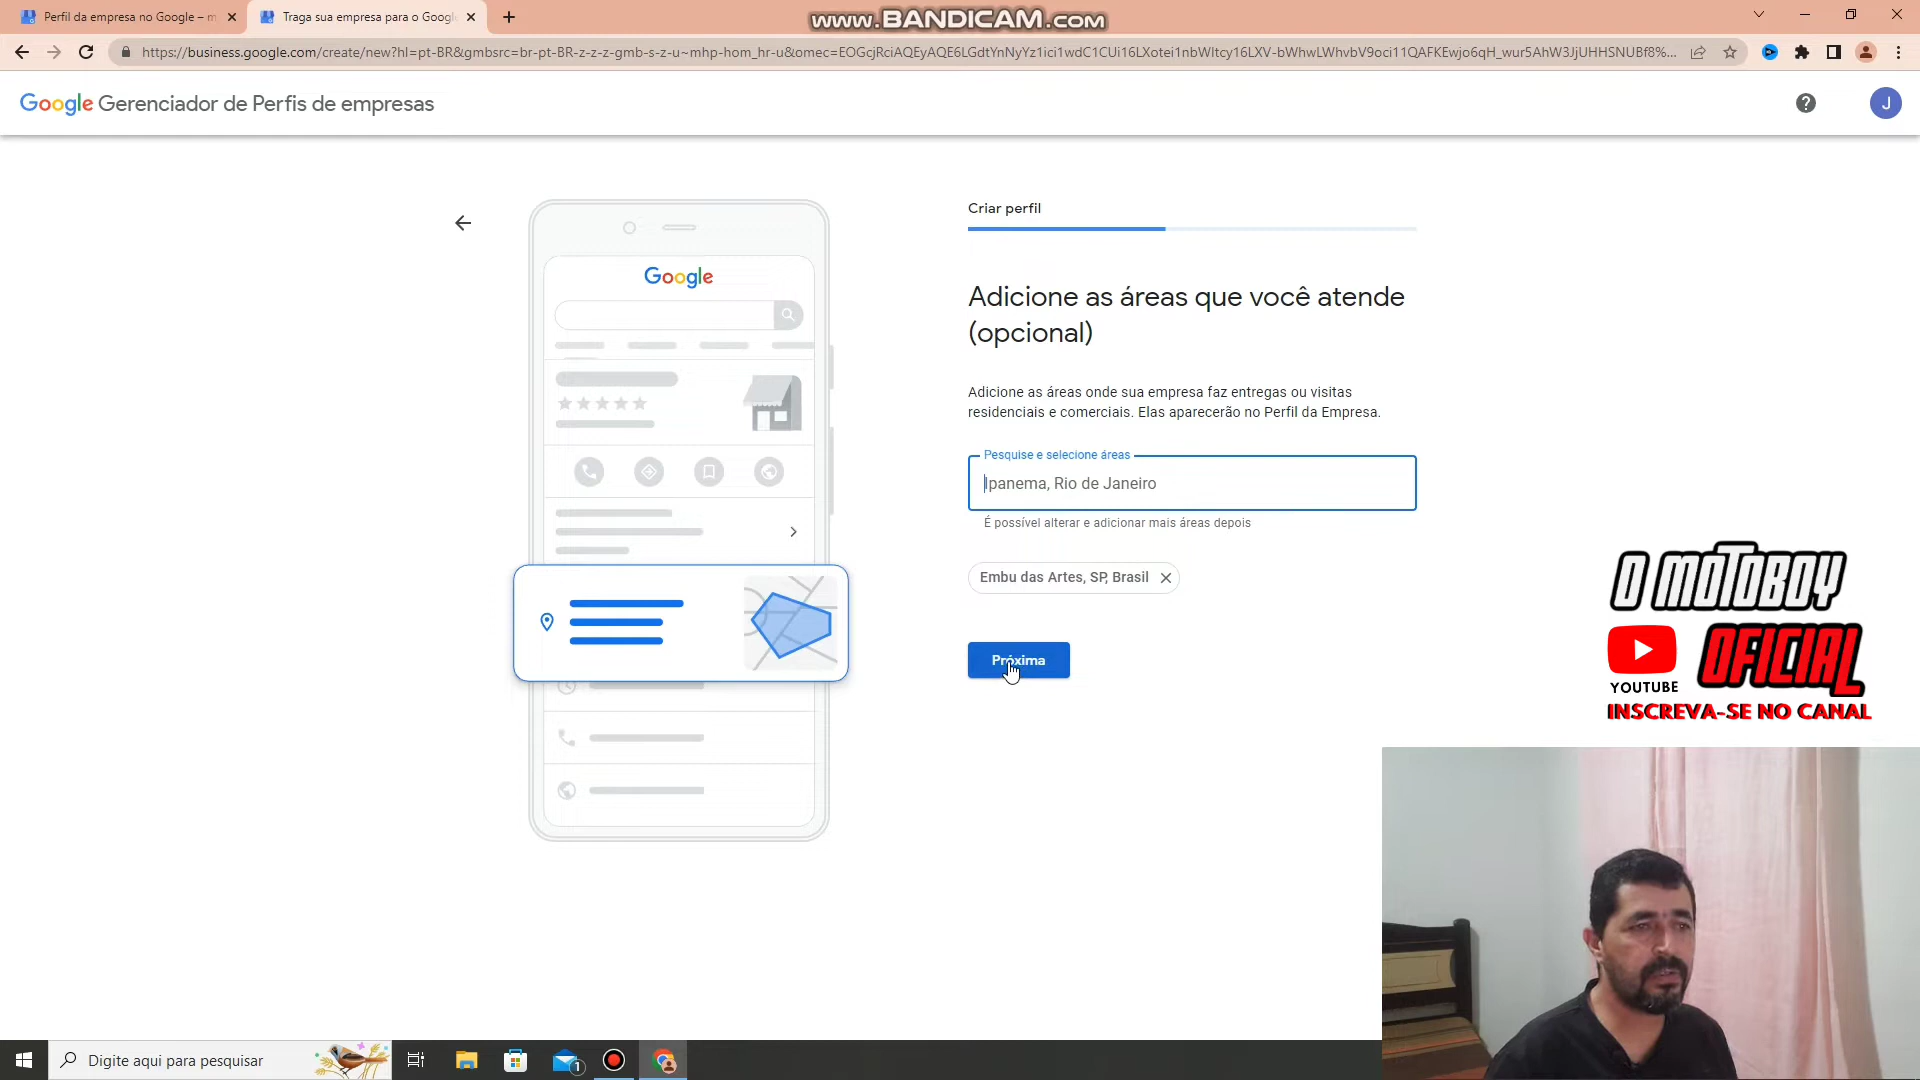 Perfil da empresa no Google – m
Traga sua empresa para o Googl
www.BANDICAM.com
https://business.google.com/create/new?hl=pt-BR&gmbsrc=br-pt-BR-z-z-z-gmb-s-z-u~mhp-hom_hr-u&omec=EOGcjRciAQEyAQE6LGdtYnNyYz1ici1wdC1CUi16LXotei1nbWItcy16LXV-bWhwLWhvbV9oci11QAFKEwjo6qH_wur5AhW3JjUHHSNUBf8%...
Google Gerenciador de Perfis de empresas
J
Google
Criar perfil
Adicione as áreas que você atende
(opcional)
Adicione as áreas onde sua empresa faz entregas ou visitas
residenciais e comerciais. Elas aparecerão no Perfil da Empresa.
Pesquise e selecione áreas
Ipanema, Rio de Janeiro
É possível alterar e adicionar mais áreas depois
Embu das Artes, SP, Brasil
Próxima
O MOTOBOY
OFICIAL
YOUTUBE
INSCREVA-SE NO CANAL
Digite aqui para pesquisar
1